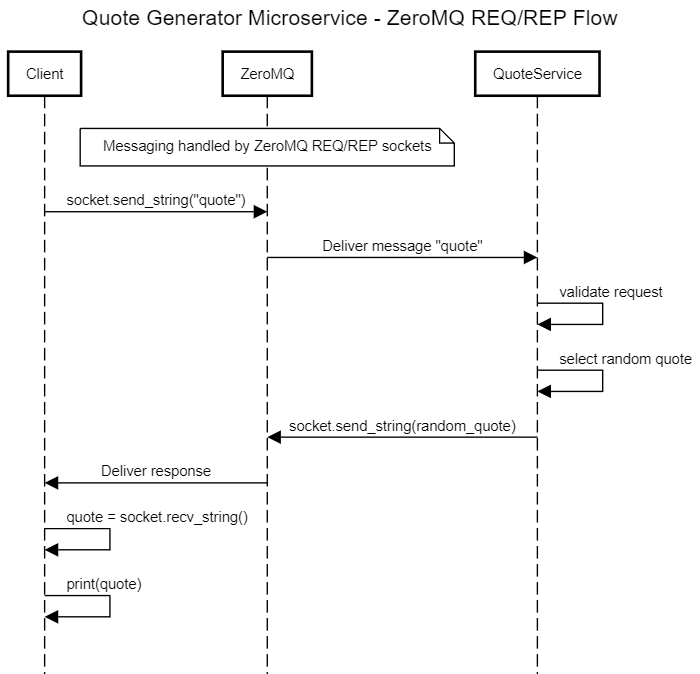 Quote Generator Microservice - ZeroMQ REQ/REP Flow
Client
ZeroMQ
QuoteService
Messaging handled by ZeroMQ REQ/REP sockets
socket.send_string("quote")
Deliver message "quote"
validate request
select random quote
socket.send_string(random_quote)
Deliver response
quote = socket.recv_string()
print(quote)